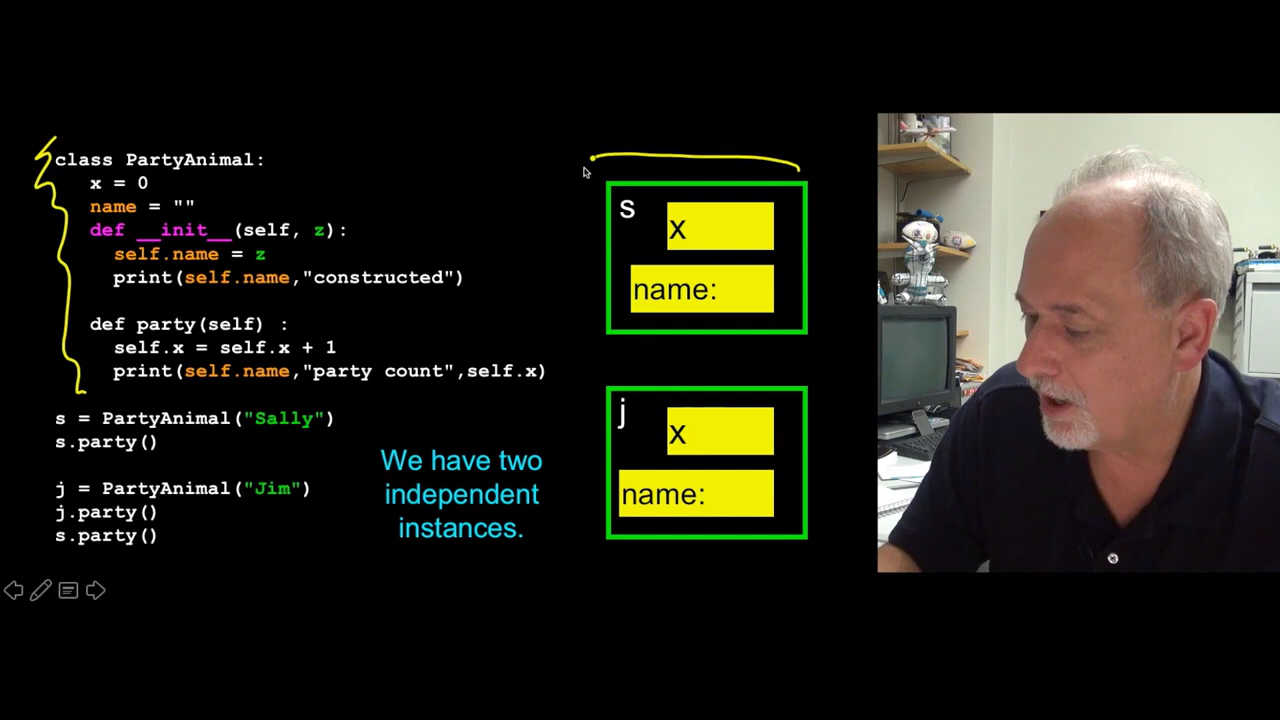 class PartyAnimal:
x = 0
name = ""
def __init__(self, z):
self.name = z
print(self.name,"constructed")
def party(self) :
self.x = self.x + 1
print(self.name,"party count",self.x)
s = PartyAnimal("Sally")
s.party()
j = PartyAnimal("Jim")
j.party()
s.party()
We have two
independent
instances.
s
x
name:
j
x
name: